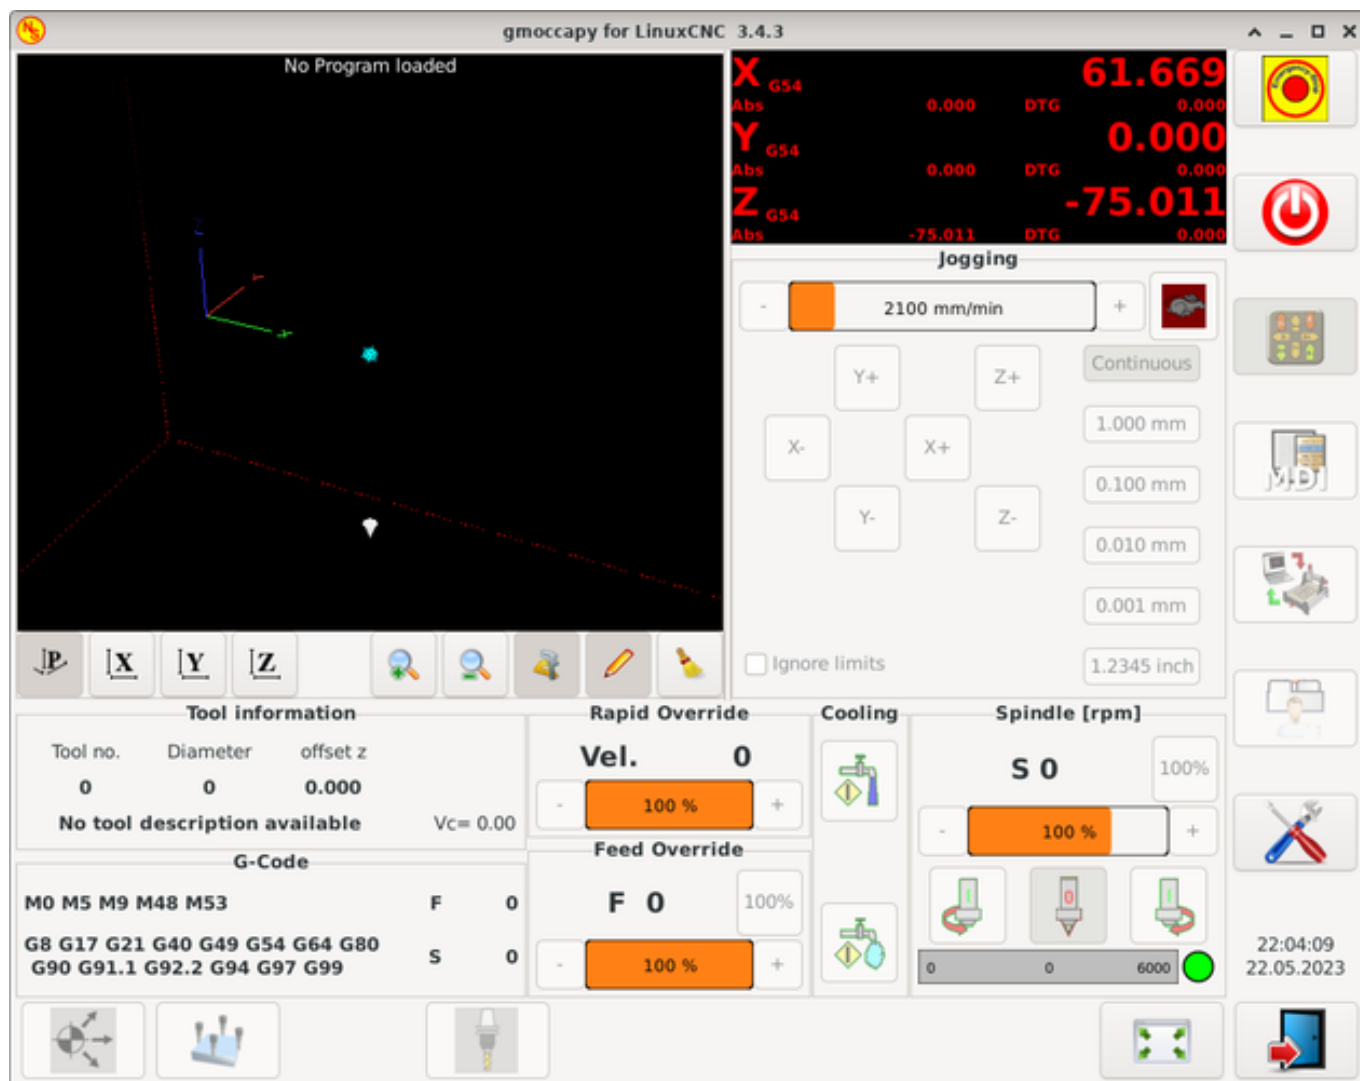 gmoccapy for LinuxCNC 3.4.3
No Program loaded
X G54 61.669
Abs 0.000 DTG 0.000
Y G54 0.000
Abs 0.000 DTG 0.000
Z G54 -75.011
Abs -75.011 DTG 0.000
Emergency Stop
Z
Y
X
Jogging
- 2100 mm/min +
Y+ Z+ Continuous
1.000 mm
X- X+
0.100 mm
Y- Z-
0.010 mm
0.001 mm
Ignore limits 1.2345 inch
MDI
P X Y Z
Tool information
Tool no. Diameter offset z
0 0 0.000
No tool description available Vc= 0.00
Rapid Override
Vel. 0
- 100 % +
Cooling
Spindle [rpm]
S 0 100%
- 100 % +
1 0 1
0 0 6000
G-Code
M0 M5 M9 M48 M53 F 0
G8 G17 G21 G40 G49 G54 G64 G80
G90 G91.1 G92.2 G94 G97 G99
S 0
Feed Override
F 0 100%
- 100 % +
22:04:09
22.05.2023